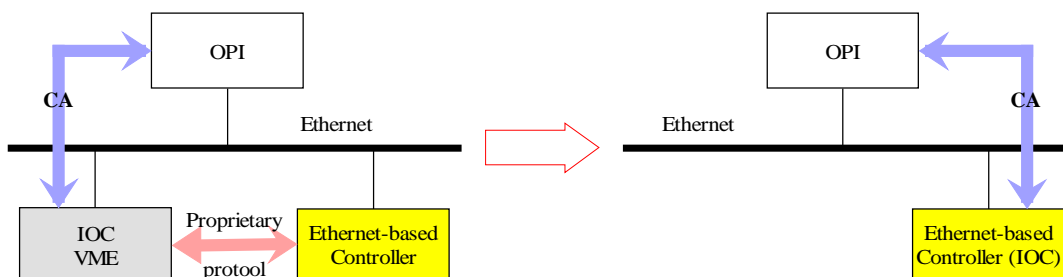 OPI
CA
Ethernet
IOC
VME
Proprietary
protool
Ethernet-based
Controller
OPI
CA
Ethernet
Ethernet-based
Controller (IOC)